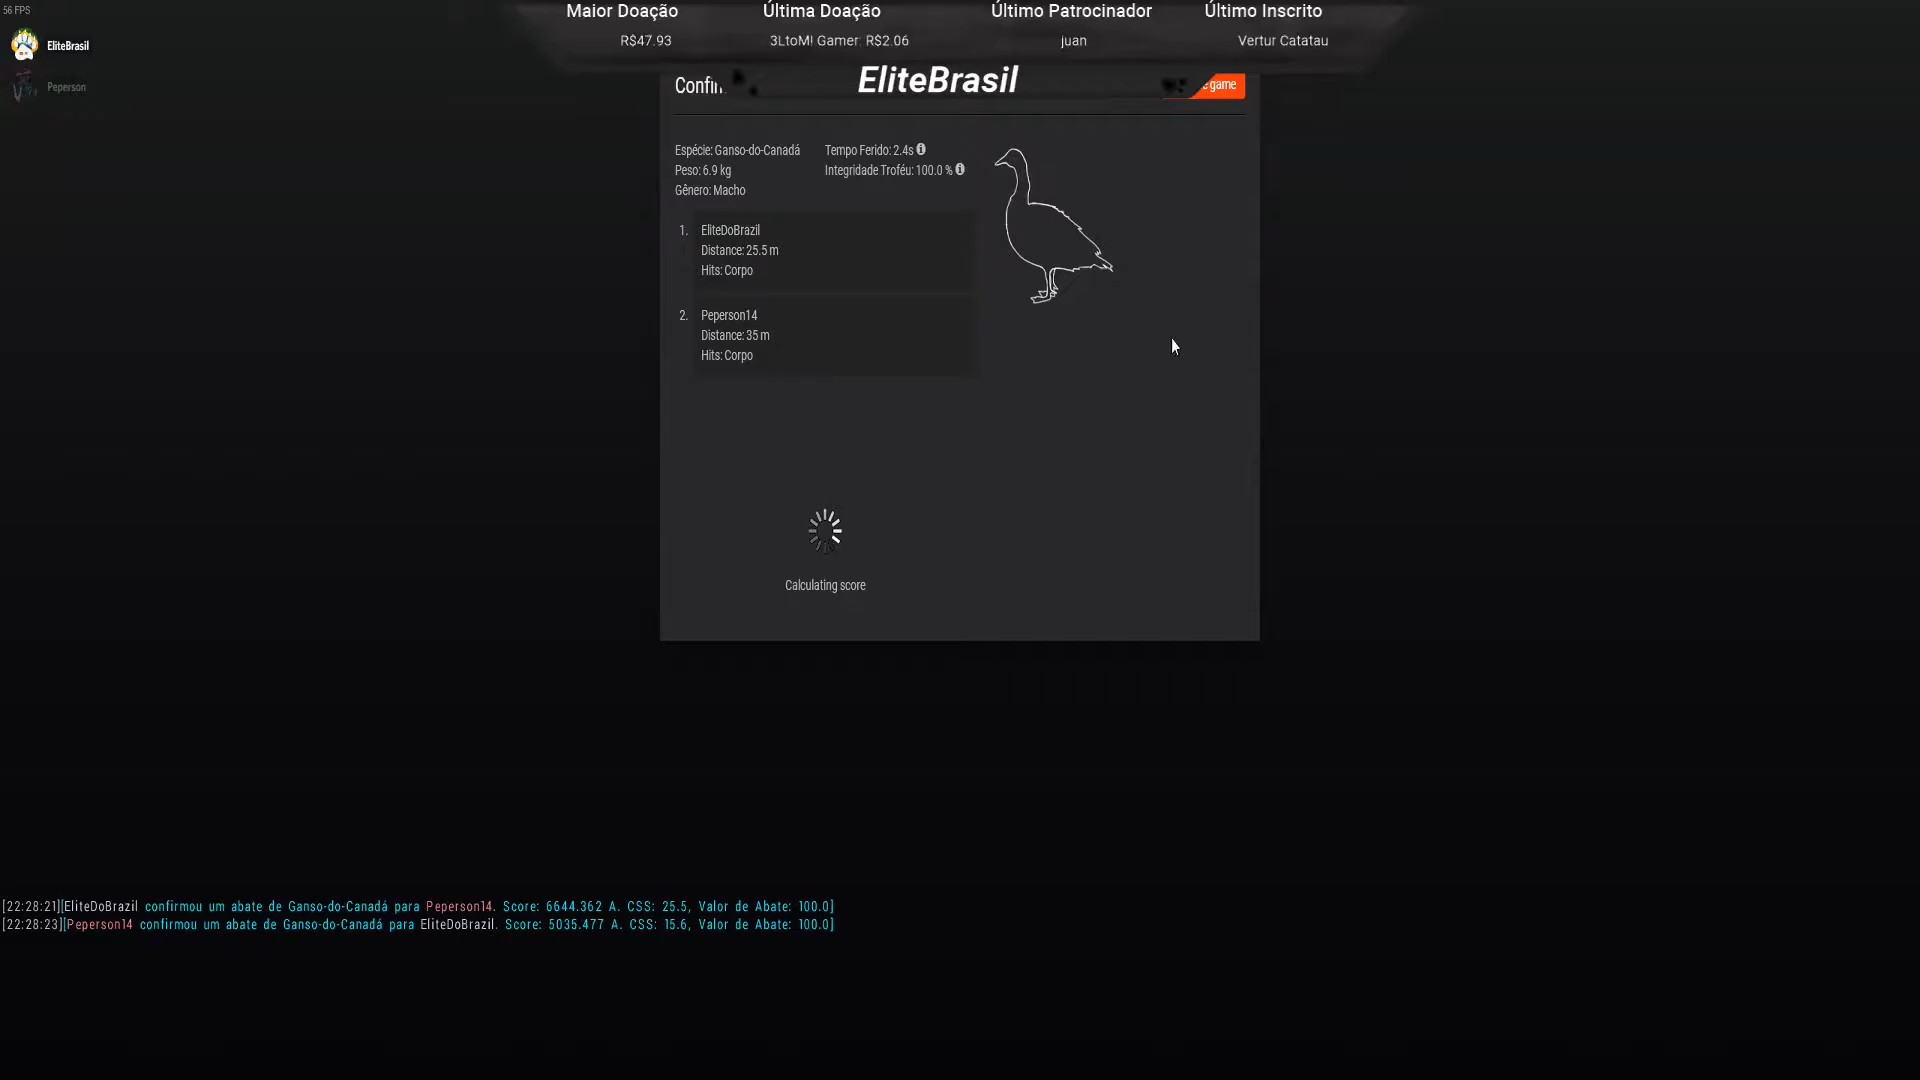 56 FPS
EliteBrasil
Peperson
Maior Doação
Última Doação
Último Patrocinador
Último Inscrito
R$47.93
3LtoM! Gamer: R$2.06
juan
Vertur Catatau
EliteBrasil
game
Espécie: Ganso-do-Canadá
Tempo Ferido: 2.4s
Peso: 6.9 kg
Integridade Troféu: 100.0 %
Gênero: Macho
1. EliteDoBrazil
Distance: 25.5 m
Hits: Corpo
2. Peperson14
Distance: 35 m
Hits: Corpo
Calculating score
[22:28:21][EliteDoBrazil confirmou um abate de Ganso-do-Canadá para Peperson14. Score: 6644.362 A. CSS: 25.5, Valor de Abate: 100.0]
[22:28:23][Peperson14 confirmou um abate de Ganso-do-Canadá para EliteDoBrazil. Score: 5035.477 A. CSS: 15.6, Valor de Abate: 100.0]